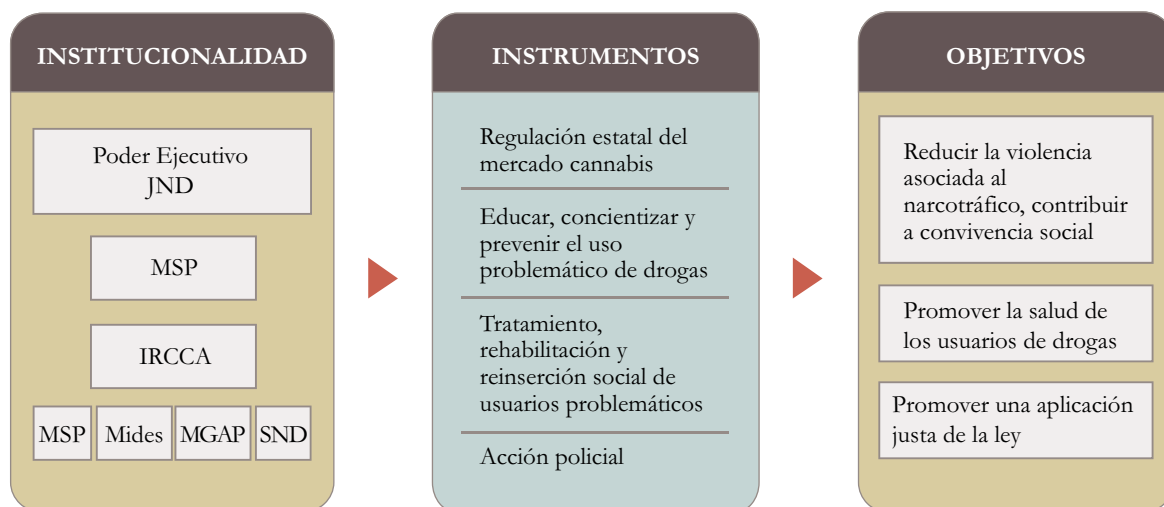 INSTITUCIONALIDAD
Poder Ejecutivo
JND
MSP
IRCCA
MSP
Mides
MGAP
SND
INSTRUMENTOS
Regulación estatal del
mercado cannabis
Educar, concientizar y
prevenir el uso
problemático de drogas
Tratamiento,
rehabilitación y
reinserción social de
usuarios problemáticos
Acción policial
OBJETIVOS
Reducir la violencia
asociada al
narcotráfico, contribuir
a convivencia social
Promover la salud de
los usuarios de drogas
Promover una aplicación
justa de la ley